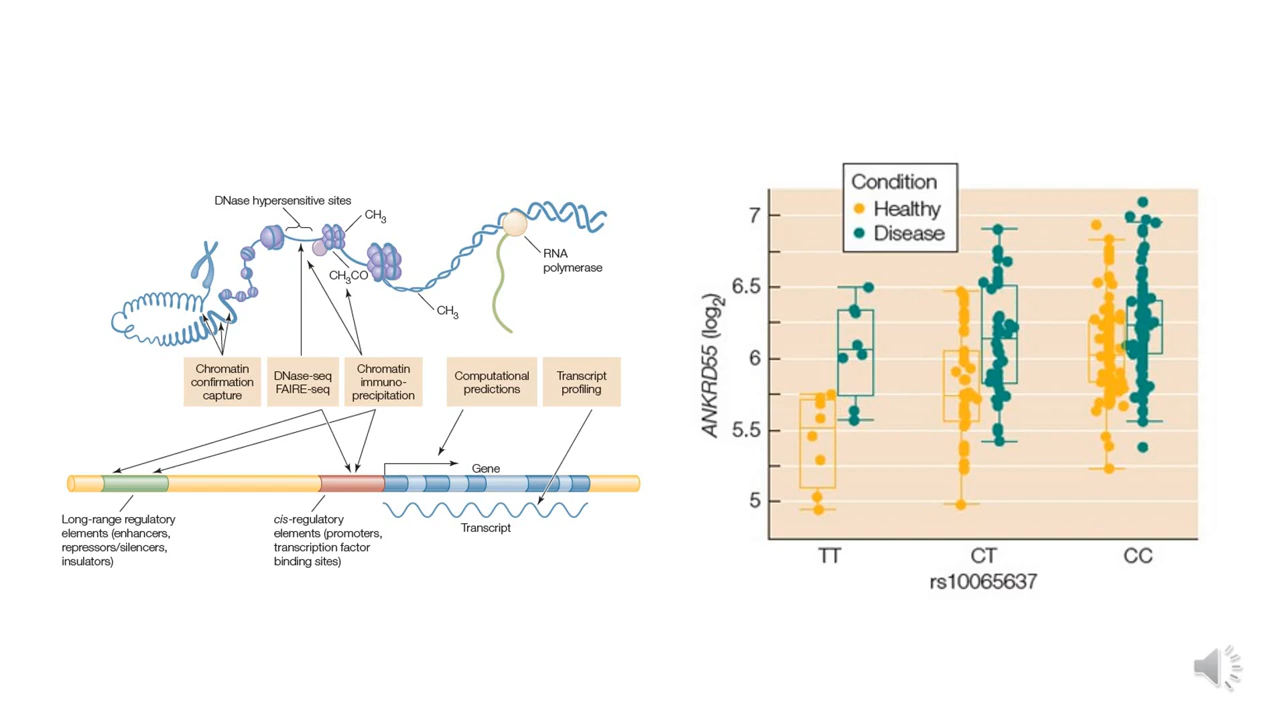 DNase hypersensitive sites
CH3
RNA
polymerase
CH3CO
CH3
Chromatin
confirmation
capture
DNase-seq
FAIRE-seq
Chromatin
immuno-
precipitation
Computational
predictions
Transcript
profiling
Gene
Long-range regulatory
elements (enhancers,
repressors/silencers,
insulators)
cis-regulatory
elements (promoters,
transcription factor
binding sites)
Transcript
Condition
Healthy
Disease
ANKRD55 (log2)
7
6.5
6
5.5
5
TT
CT
CC
rs10065637